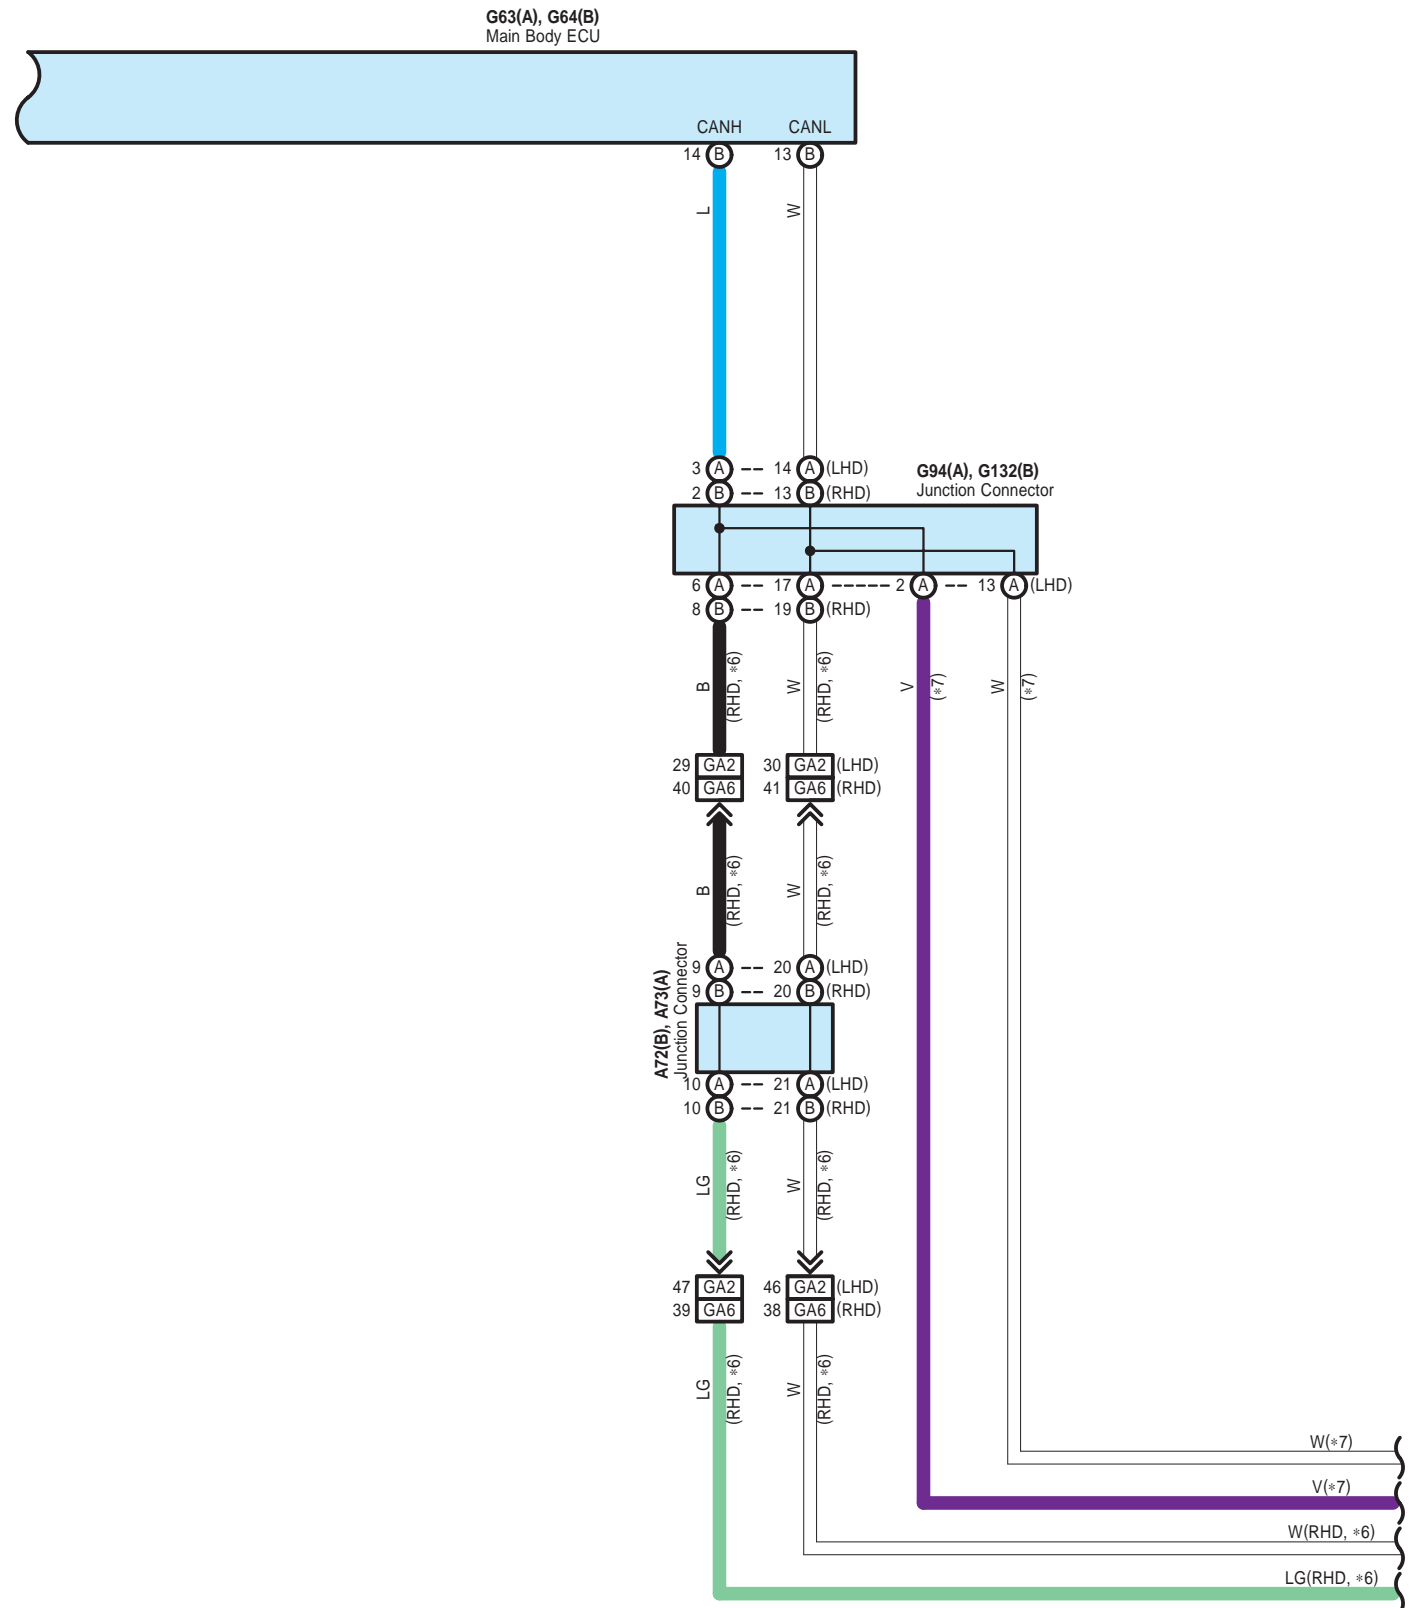 G63(A), G64(B)
Main Body ECU
CANH CANL
14 B 13 B
L W
3 A 14 A (LHD)
2 B 13 B (RHD)
G94(A), G132(B)
Junction Connector
6 A 17 A 2 A 13 A (LHD)
8 B 19 B (RHD)
B (RHD, *6) W (RHD, *6) V (*7) W (*7)
29 GA2 30 GA2 (LHD)
40 GA6 41 GA6 (RHD)
B (RHD, *6) W (RHD, *6)
A72(B), A73(A)
Junction Connector
9 A 20 A (LHD)
9 B 20 B (RHD)
10 A 21 A (LHD)
10 B 21 B (RHD)
LG (RHD, *6) W (RHD, *6)
47 GA2 46 GA2 (LHD)
39 GA6 38 GA6 (RHD)
LG (RHD, *6) W (RHD, *6)
W(*7)
V(*7)
W(RHD, *6)
LG(RHD, *6)